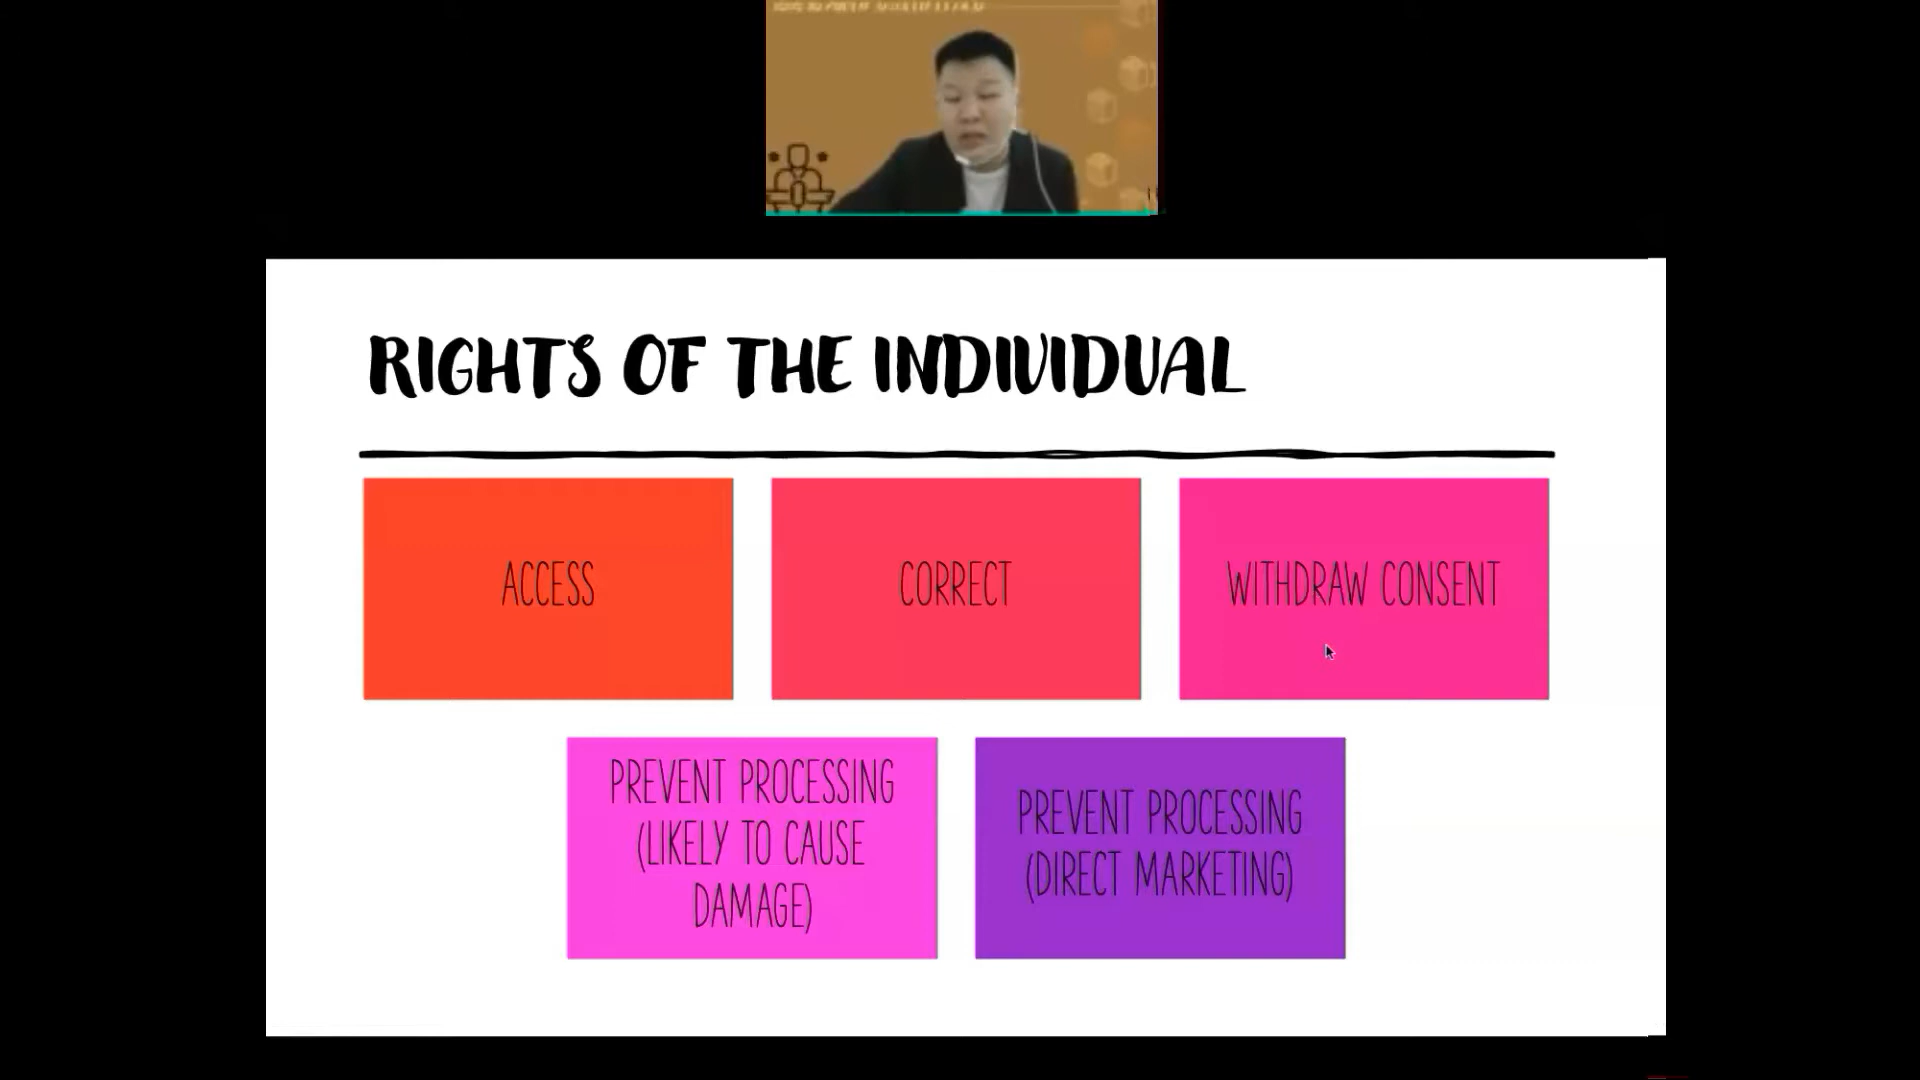 RIGHTS OF THE INDIVIDUAL
ACCESS
CORRECT
WITHDRAW CONSENT
PREVENT PROCESSING
(LIKELY TO CAUSE
DAMAGE)
PREVENT PROCESSING
(DIRECT MARKETING)